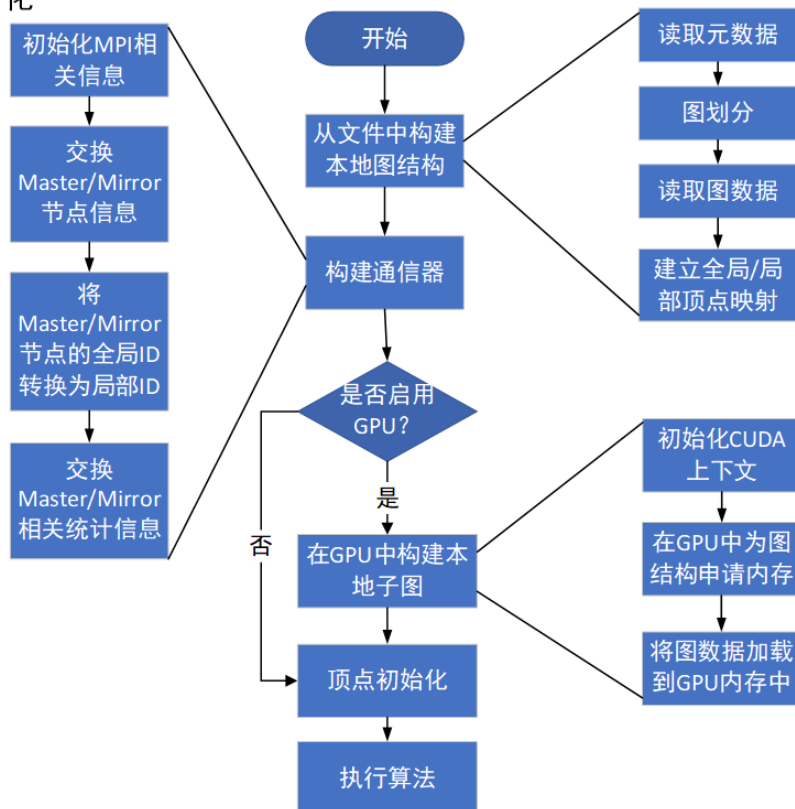 化
开始
从文件中构建
本地图结构
构建通信器
是否启用
GPU？
是
否
在GPU中构建本
地子图
顶点初始化
执行算法
初始化MPI相
关信息
交换
Master/Mirror
节点信息
将
Master/Mirror
节点的全局ID
转换为局部ID
交换
Master/Mirror
相关统计信息
读取元数据
图划分
读取图数据
建立全局/局
部顶点映射
初始化CUDA
上下文
在GPU中为图
结构申请内存
将图数据加载
到GPU内存中